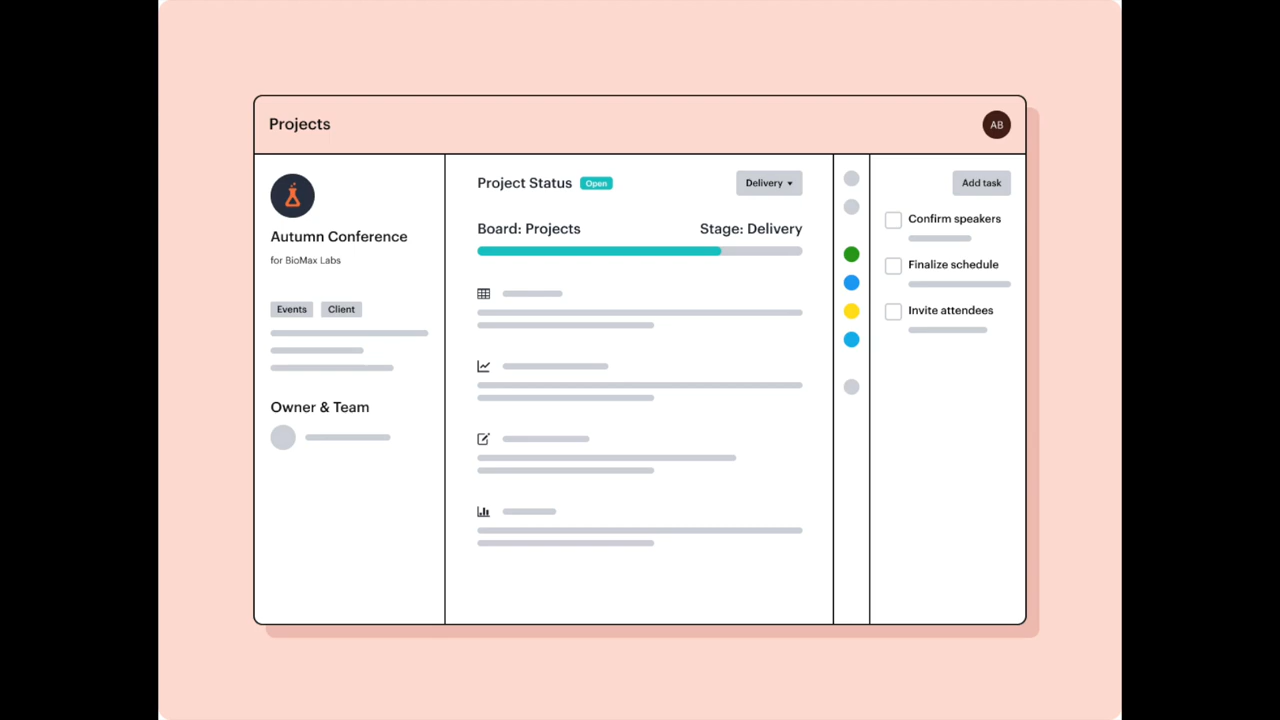 Projects
AB
Autumn Conference
for BioMax Labs
Events Client
Owner & Team
Project Status Open Delivery
Board: Projects Stage: Delivery
Add task
Confirm speakers
Finalize schedule
Invite attendees